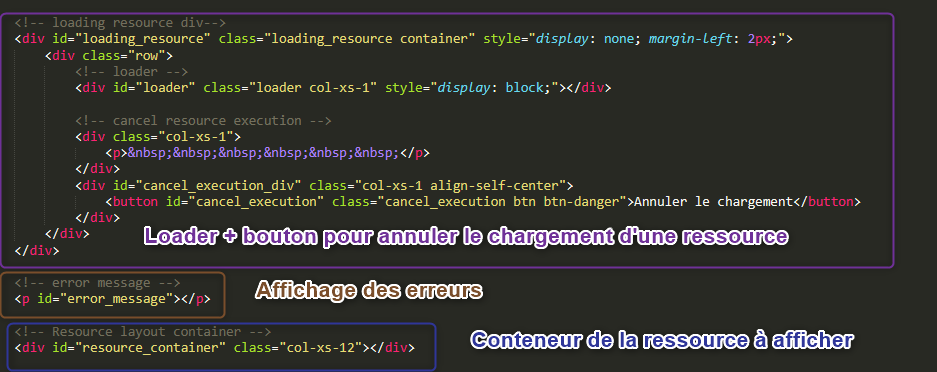 <!-- loading resource div-->
<div id="loading_resource" class="loading_resource container" style="display: none; margin-left: 2px;">
<div class="row">
<!-- loader -->
<div id="loader" class="loader col-xs-1" style="display: block;"></div>
<!-- cancel resource execution -->
<div class="col-xs-1">
<p>&nbsp;&nbsp;&nbsp;&nbsp;&nbsp;&nbsp;</p>
</div>
<div id="cancel_execution_div" class="col-xs-1 align-self-center">
<button id="cancel_execution" class="cancel_execution btn btn-danger">Annuler le chargement</button>
</div>
</div>
</div>
Loader + bouton pour annuler le chargement d'une ressource
<!-- error message -->
<p id="error_message"></p>
Affichage des erreurs
<!-- Resource layout container -->
<div id="resource_container" class="col-xs-12"></div>
Conteneur de la ressource à afficher